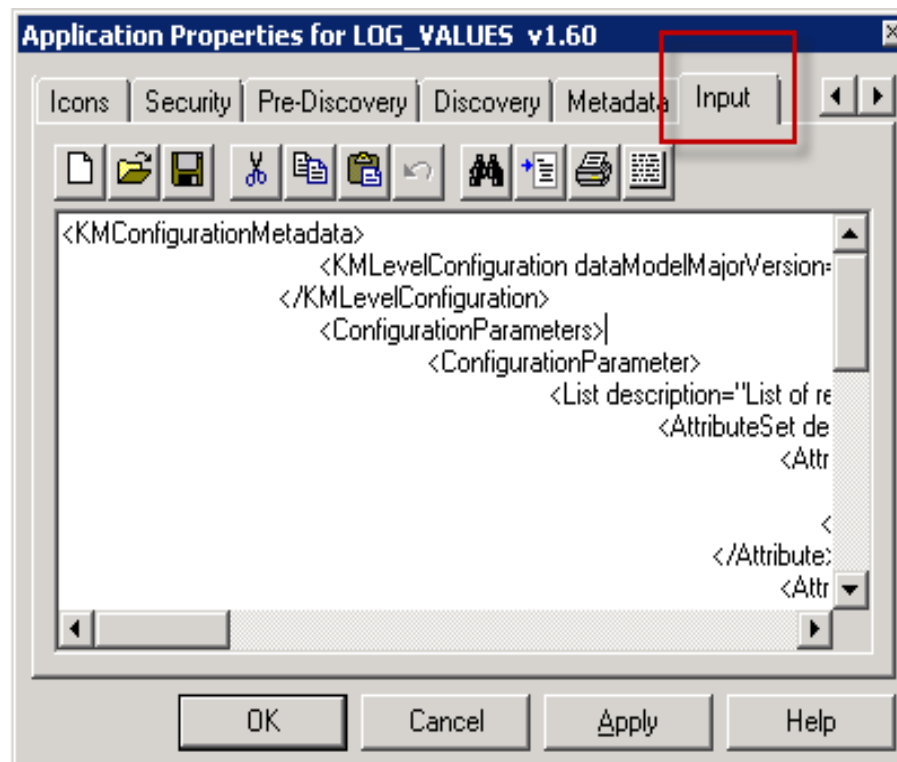 Application Properties for LOG_VALUES v1.60
Icons Security Pre-Discovery Discovery Metadata Input
<KMConfigurationMetadata>
<KMLevelConfiguration dataModelMajorVersion=
</KMLevelConfiguration>
<ConfigurationParameters>
<ConfigurationParameter>
<List description="List of re
<AttributeSet de
<Attr
<
</Attribute>
<Attr
OK Cancel Apply Help